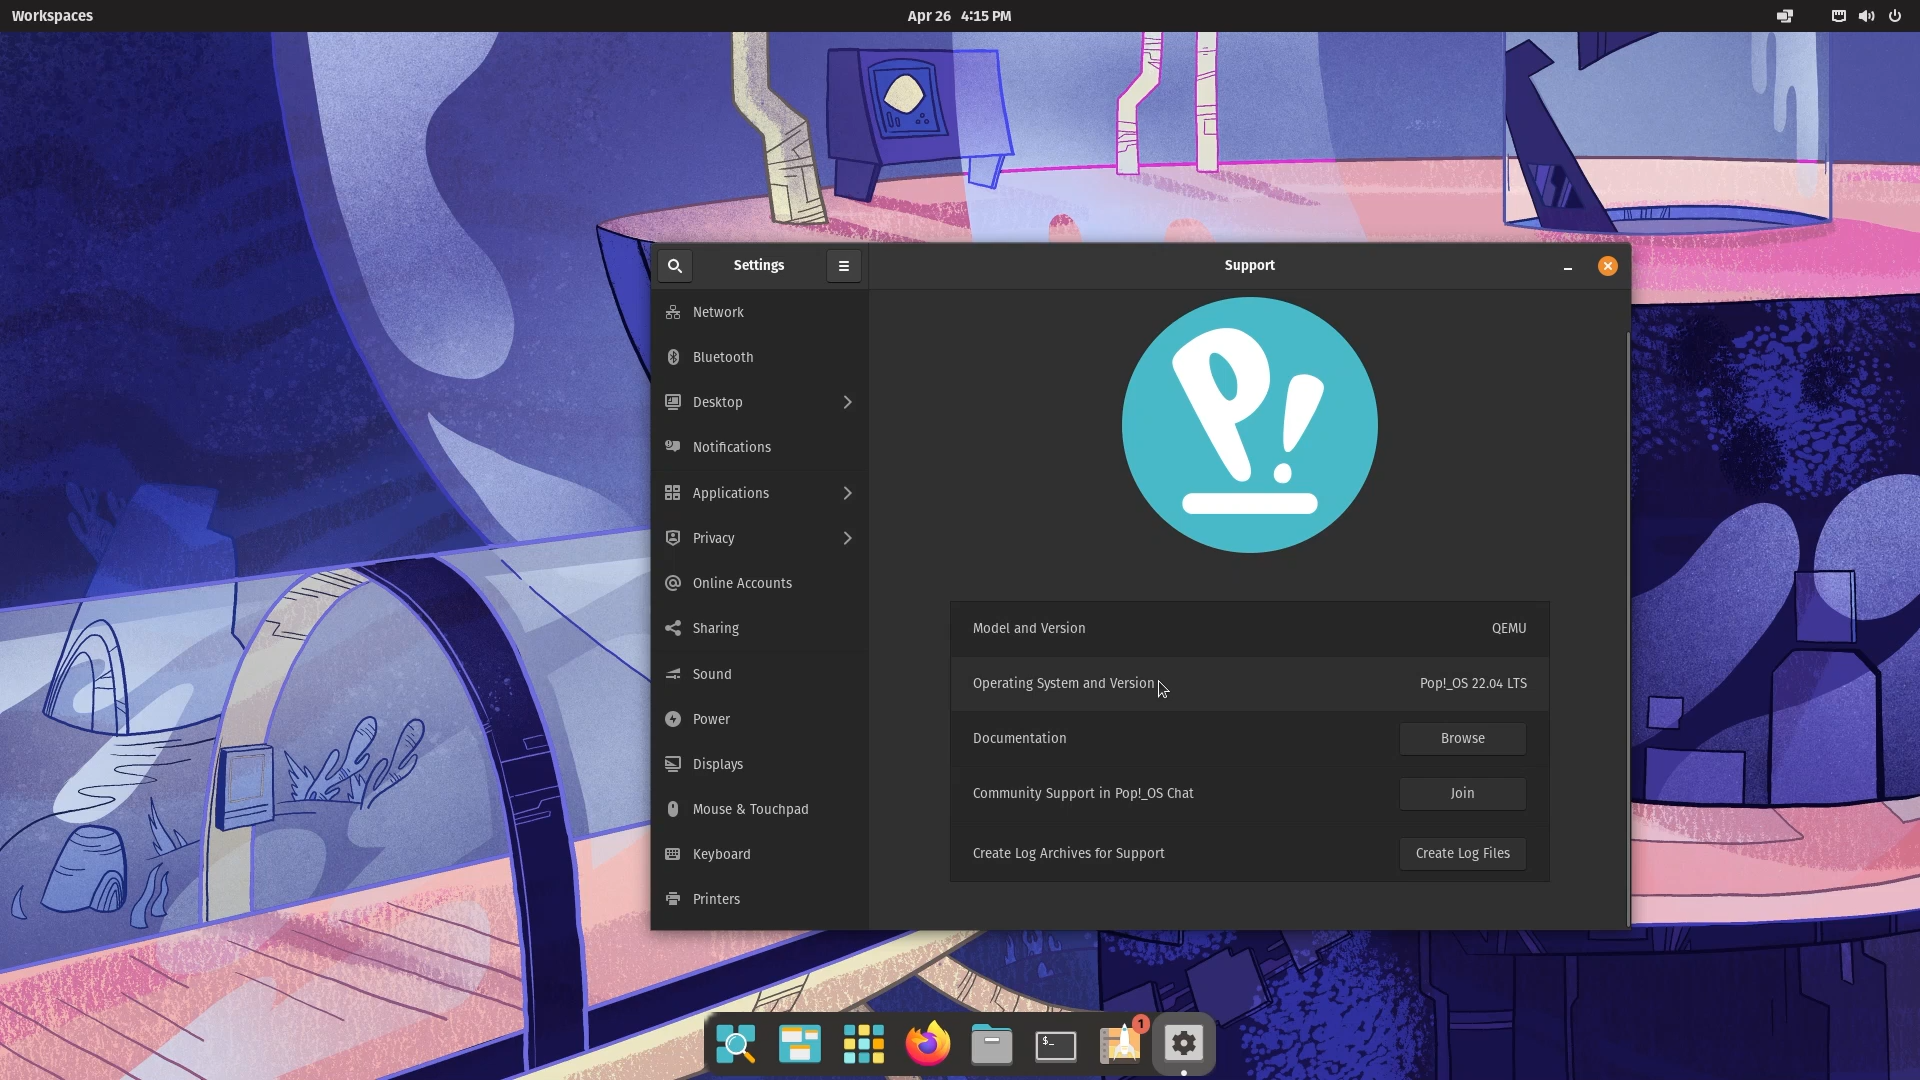 Workspaces
Apr 26 4:15 PM
Settings
Support
Network
Bluetooth
Desktop
Notifications
Applications
Privacy
Online Accounts
Sharing
Sound
Power
Displays
Mouse & Touchpad
Keyboard
Printers
P!
Model and Version QEMU
Operating System and Version Pop!_OS 22.04 LTS
Documentation Browse
Community Support in Pop!_OS Chat Join
Create Log Archives for Support Create Log Files
$_
1